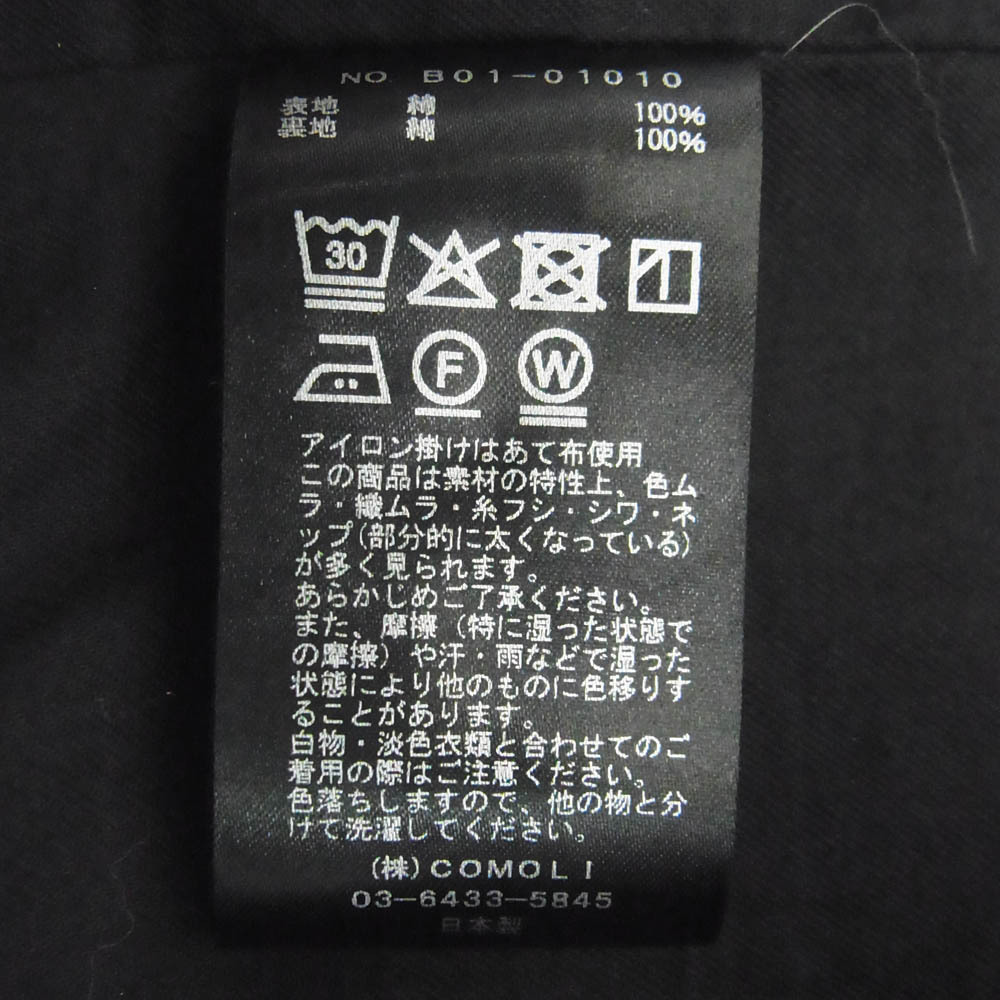 NO. B01-01010
表地 綿 100%
裏地 綿 100%
30
F W
アイロン掛けはあて布使用
この商品は素材の特性上、色ム
ラ・織ムラ・糸フシ・シワ・ネ
ップ(部分的に太くなっている)
が多く見られます。
あらかじめご了承ください。
また、摩擦（特に湿った状態で
の摩擦）や汗・雨などで湿った
状態により他のものに色移りす
ることがあります。
白物・淡色衣類と合わせてのご
着用の際はご注意ください。
色落ちしますので、他の物と分
けて洗濯してください。
(株)COMOLI
03-6433-5845
日本製